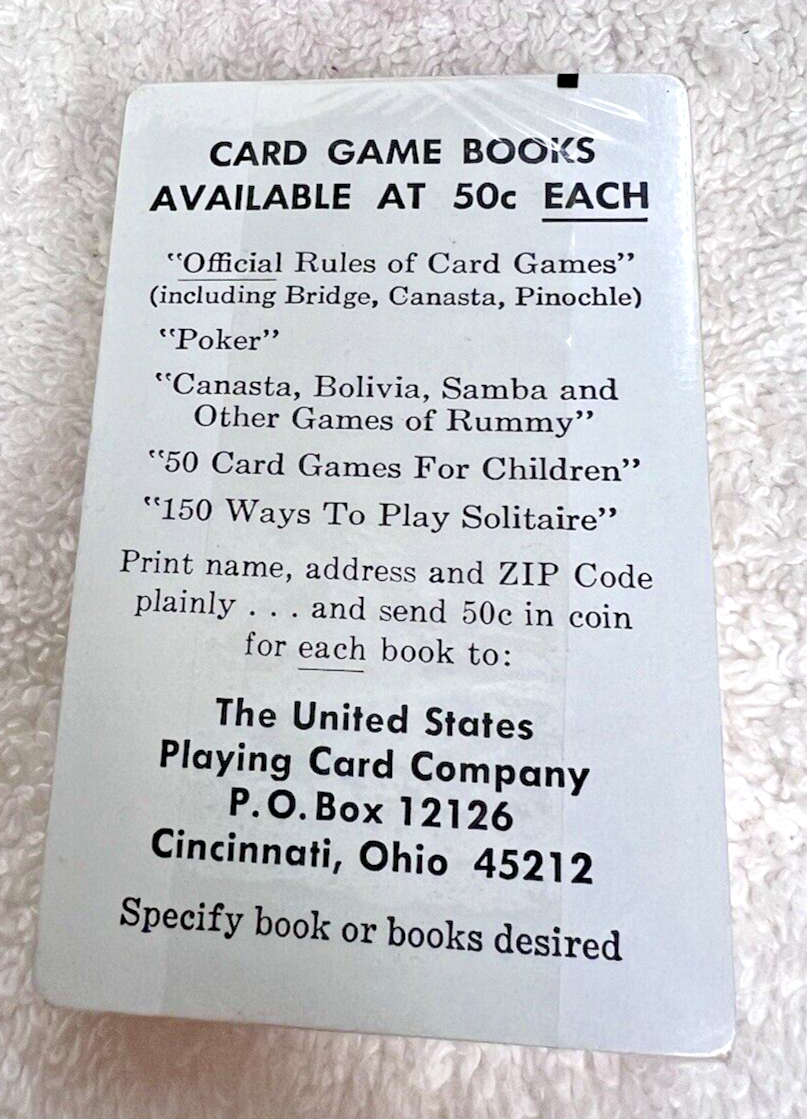 CARD GAME BOOKS
AVAILABLE AT 50c EACH
"Official Rules of Card Games"
(including Bridge, Canasta, Pinochle)
"Poker"
"Canasta, Bolivia, Samba and
Other Games of Rummy"
"50 Card Games For Children"
"150 Ways To Play Solitaire"
Print name, address and ZIP Code
plainly . . . and send 50c in coin
for each book to:
The United States
Playing Card Company
P.O. Box 12126
Cincinnati, Ohio 45212
Specify book or books desired